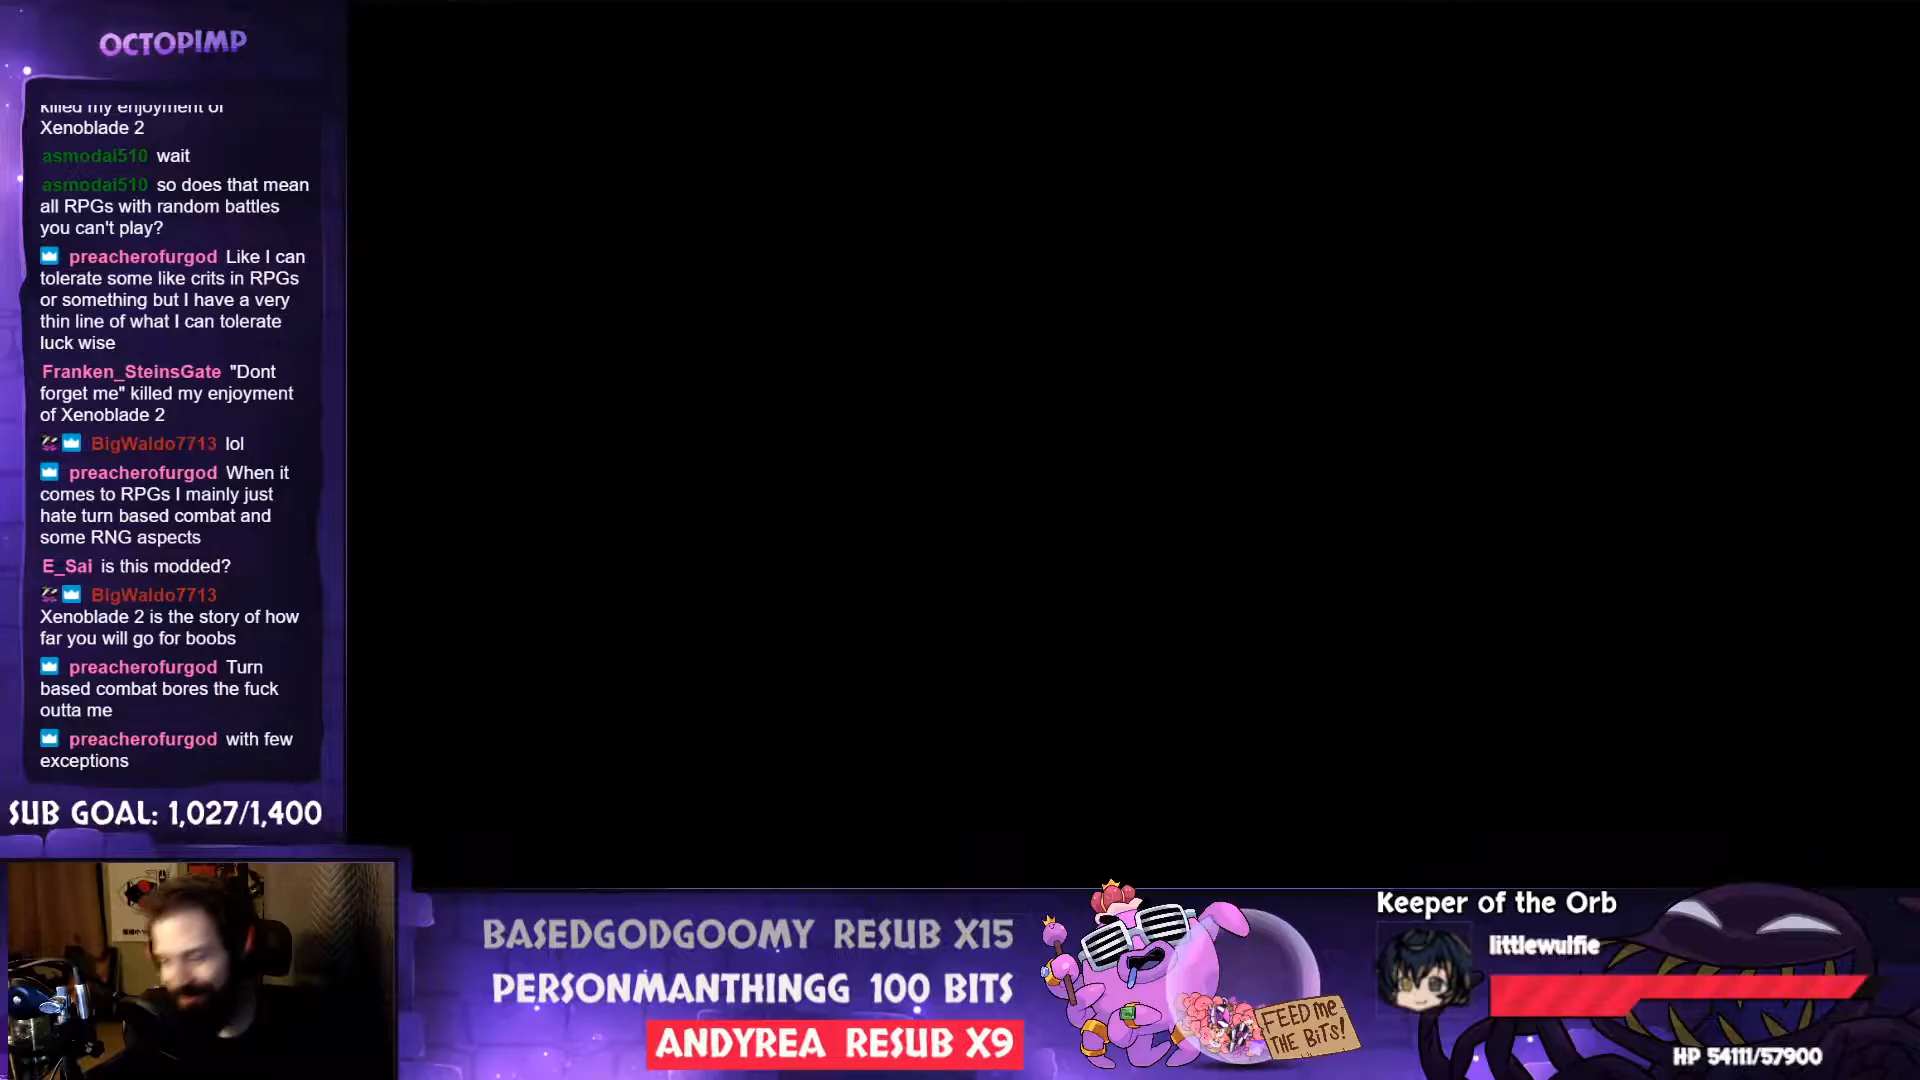 OCTOPIMP
killed my enjoyment of
Xenoblade 2
asmodai510 wait
asmodai510 so does that mean
all RPGs with random battles
you can't play?
preacherofurgod Like I can
tolerate some like crits in RPGs
or something but I have a very
thin line of what I can tolerate
luck wise
Franken_SteinsGate "Dont
forget me" killed my enjoyment
of Xenoblade 2
BigWaldo7713 lol
preacherofurgod When it
comes to RPGs I mainly just
hate turn based combat and
some RNG aspects
E_Sai is this modded?
BigWaldo7713
Xenoblade 2 is the story of how
far you will go for boobs
preacherofurgod Turn
based combat bores the fuck
outta me
preacherofurgod with few
exceptions
SUB GOAL: 1,027/1,400
BASEDGODGOOMY RESUB X15
PERSONMANTHINGG 100 BITS
ANDYREA RESUB X9
FEED ME
THE BITS!
Keeper of the Orb
littlewulfie
HP 54111/57900